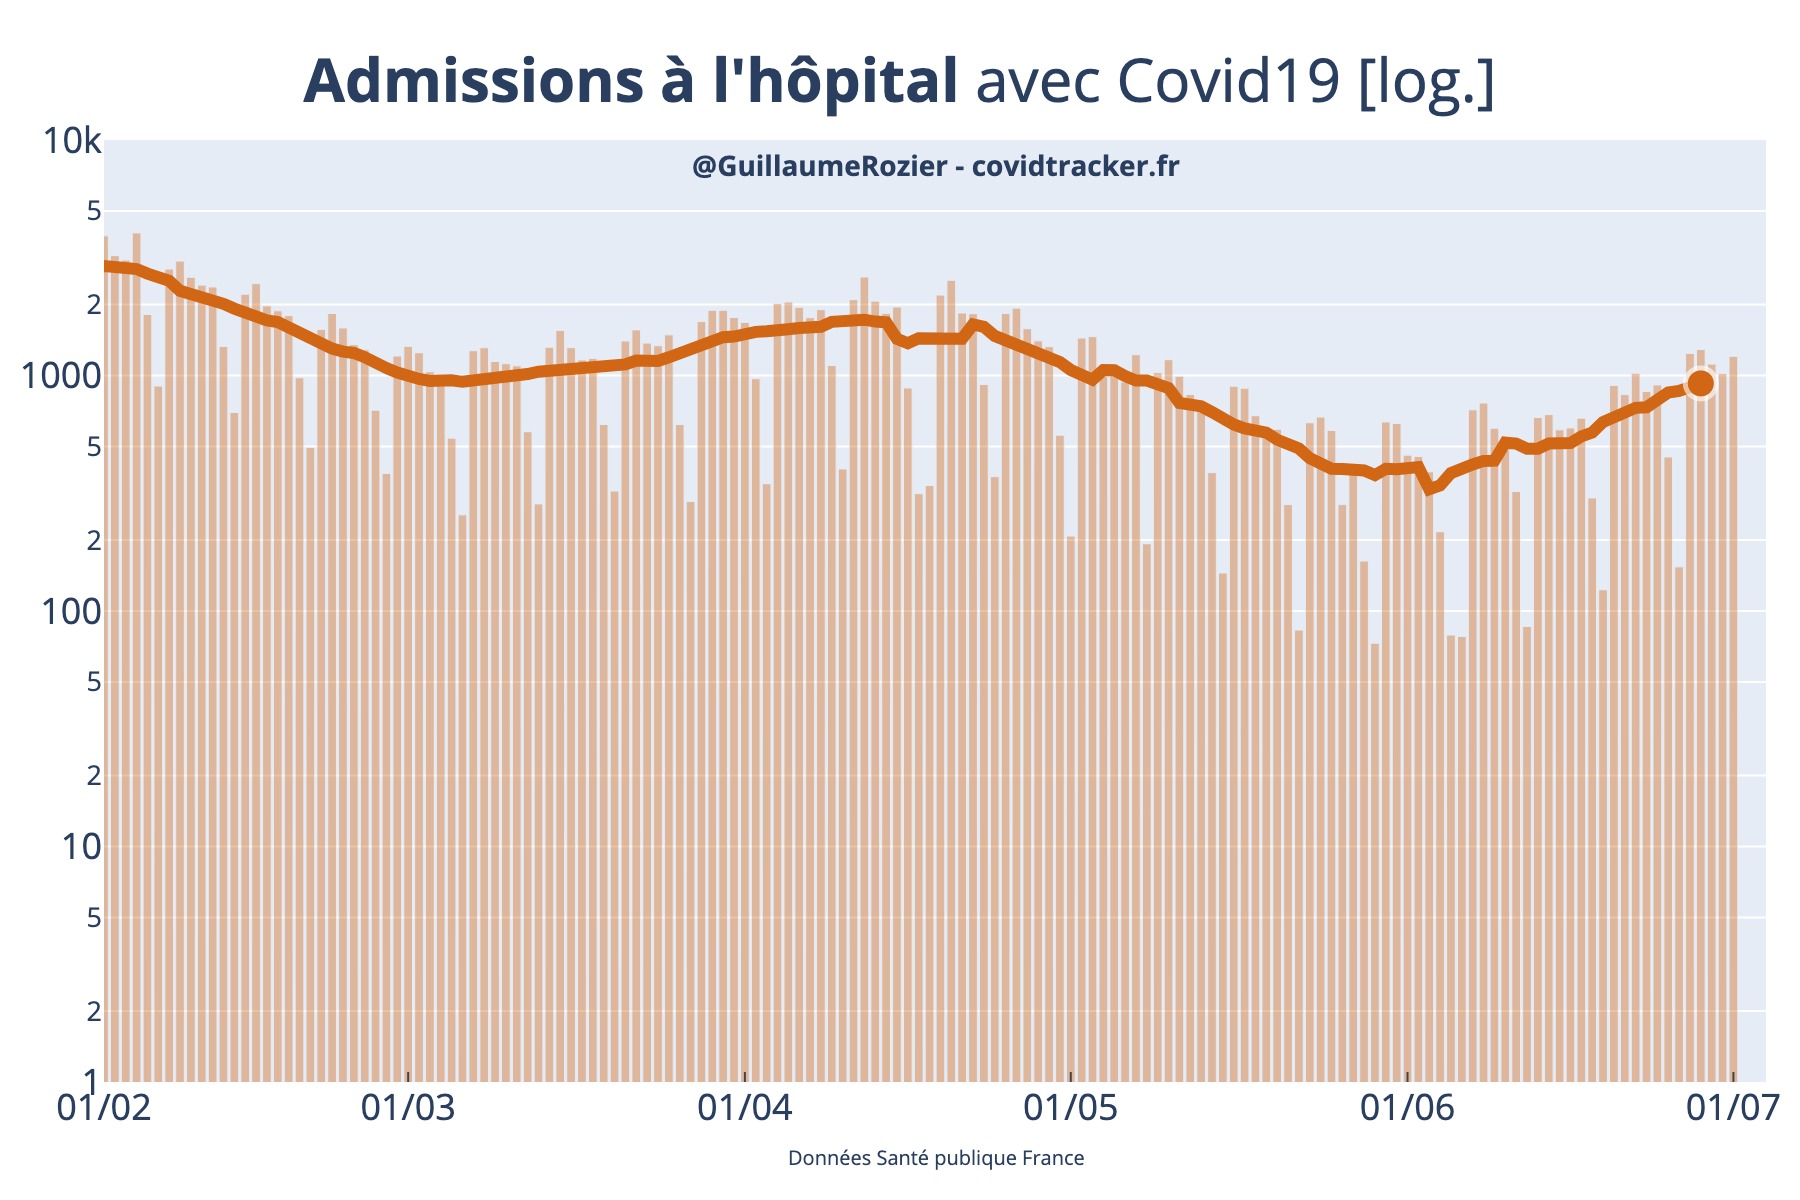 Admissions à l'hôpital avec Covid19 [log.]
@GuillaumeRozier - covidtracker.fr
10k
5
2
1000
5
2
100
5
2
10
5
2
1
01/02 01/03 01/04 01/05 01/06 01/07
Données Santé publique France